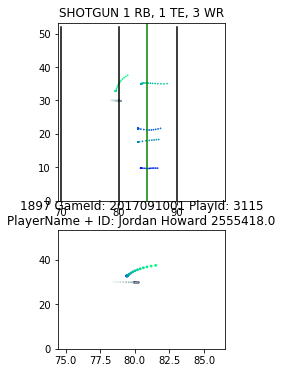 SHOTGUN 1 RB, 1 TE, 3 WR
50
40
30
20
10
0
70 80 90
1897 GameId: 2017091001 PlayId: 3115
PlayerName + ID: Jordan Howard 2555418.0
40
20
0
75.0 77.5 80.0 82.5 85.0